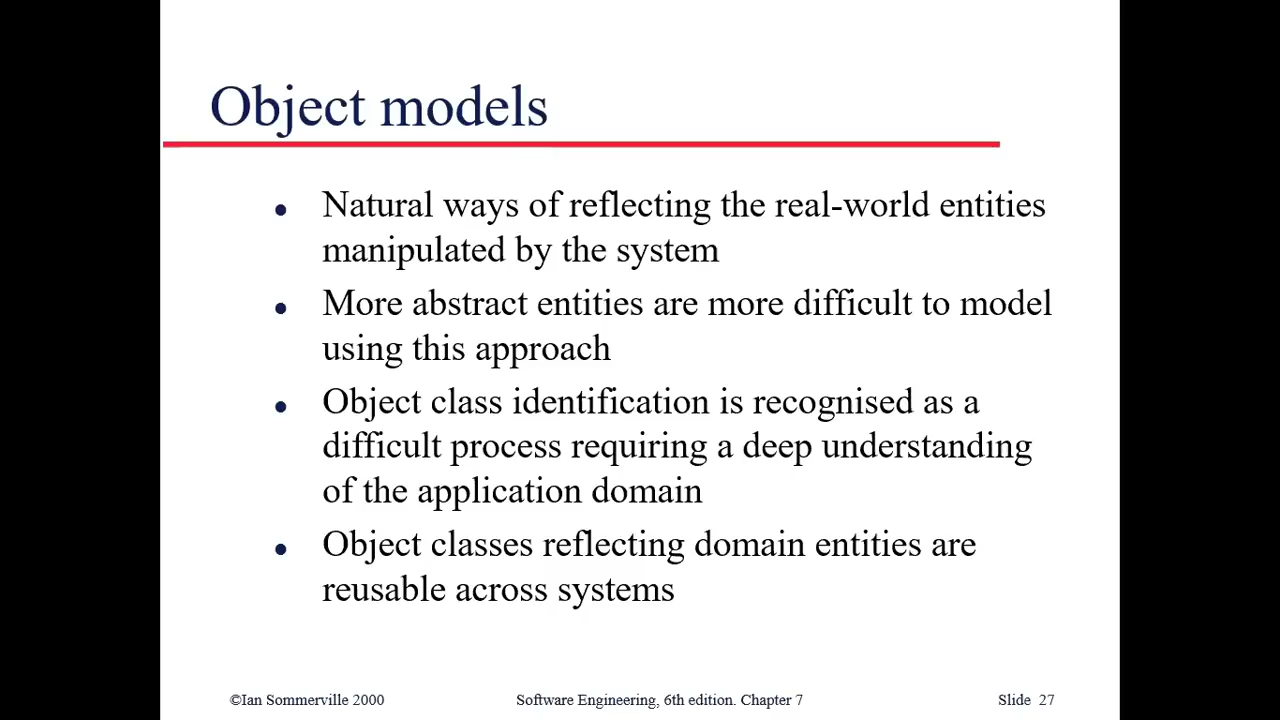 Object models
• Natural ways of reflecting the real-world entities
manipulated by the system
• More abstract entities are more difficult to model
using this approach
• Object class identification is recognised as a
difficult process requiring a deep understanding
of the application domain
• Object classes reflecting domain entities are
reusable across systems
©Ian Sommerville 2000 Software Engineering, 6th edition. Chapter 7 Slide 27